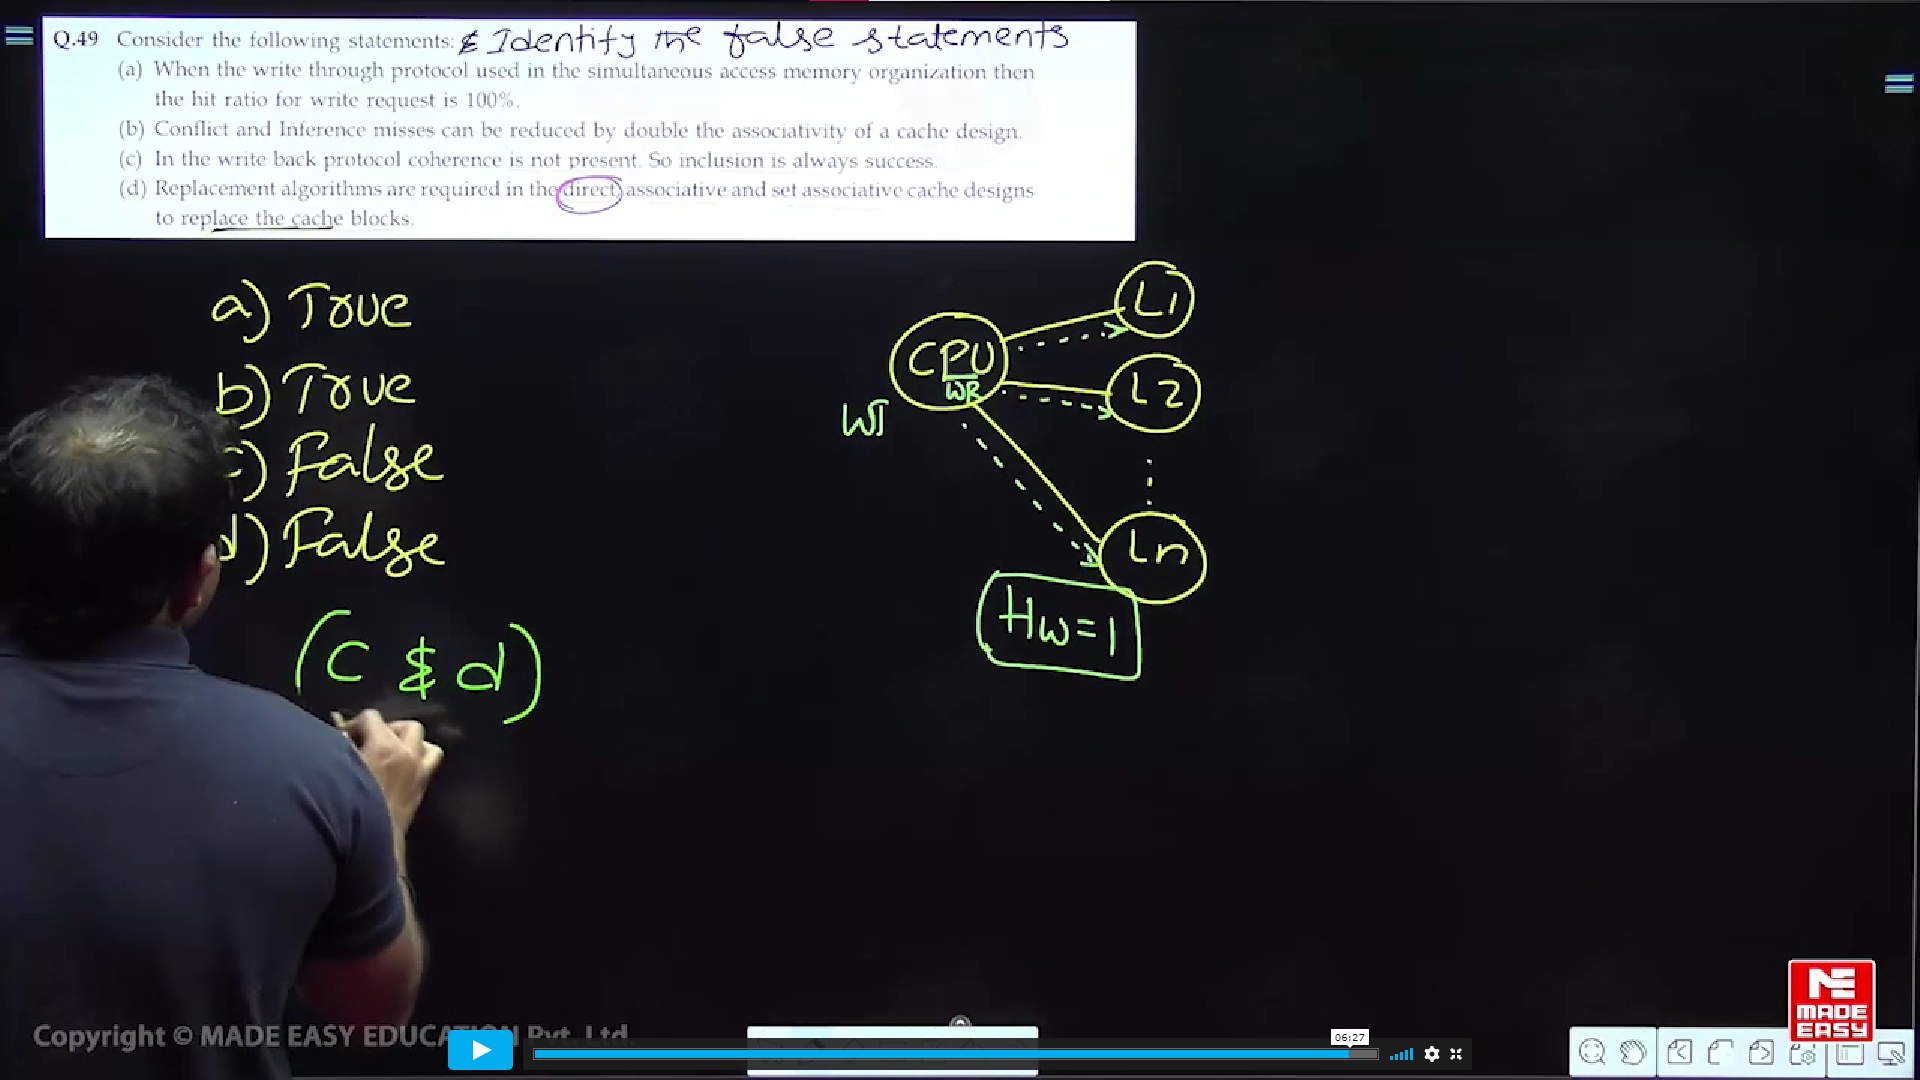 Q.49 Consider the following statements: & Identify the false statements
(a) When the write through protocol used in the simultaneous access memory organization then
the hit ratio for write request is 100%.
(b) Conflict and Inference misses can be reduced by double the associativity of a cache design.
(c) In the write back protocol coherence is not present. So inclusion is always success.
(d) Replacement algorithms are required in the direct, associative and set associative cache designs
to replace the cache blocks.
a) True
b) True
c) False
d) False
(c & d)
CPU
WR
WT
L1
L2
Ln
Hw=1
Copyright © MADE EASY EDUCATION Pvt. Ltd.
06:27
ME
MADE
EASY